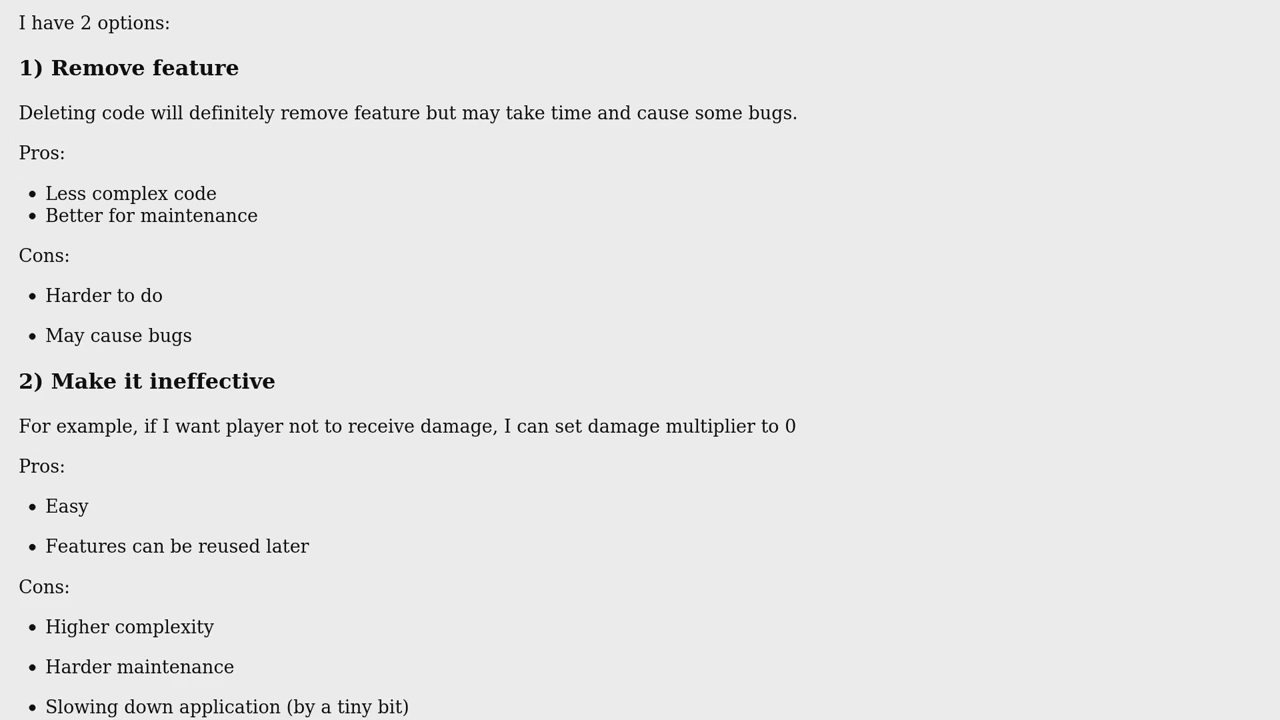 I have 2 options:
1) Remove feature
Deleting code will definitely remove feature but may take time and cause some bugs.
Pros:
• Less complex code
• Better for maintenance
Cons:
• Harder to do
• May cause bugs
2) Make it ineffective
For example, if I want player not to receive damage, I can set damage multiplier to 0
Pros:
• Easy
• Features can be reused later
Cons:
• Higher complexity
• Harder maintenance
• Slowing down application (by a tiny bit)